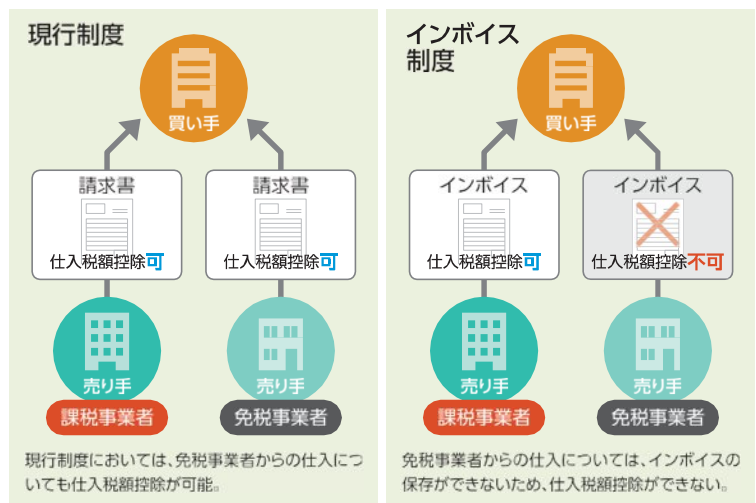 現行制度
買い手
請求書
仕入税額控除可
請求書
仕入税額控除可
売り手
課税事業者
売り手
免税事業者
現行制度においては、免税事業者からの仕入につ
いても仕入税額控除が可能。
インボイス
制度
買い手
インボイス
仕入税額控除可
インボイス
仕入税額控除不可
売り手
課税事業者
売り手
免税事業者
免税事業者からの仕入については、インボイスの
保存ができないため、仕入税額控除ができない。